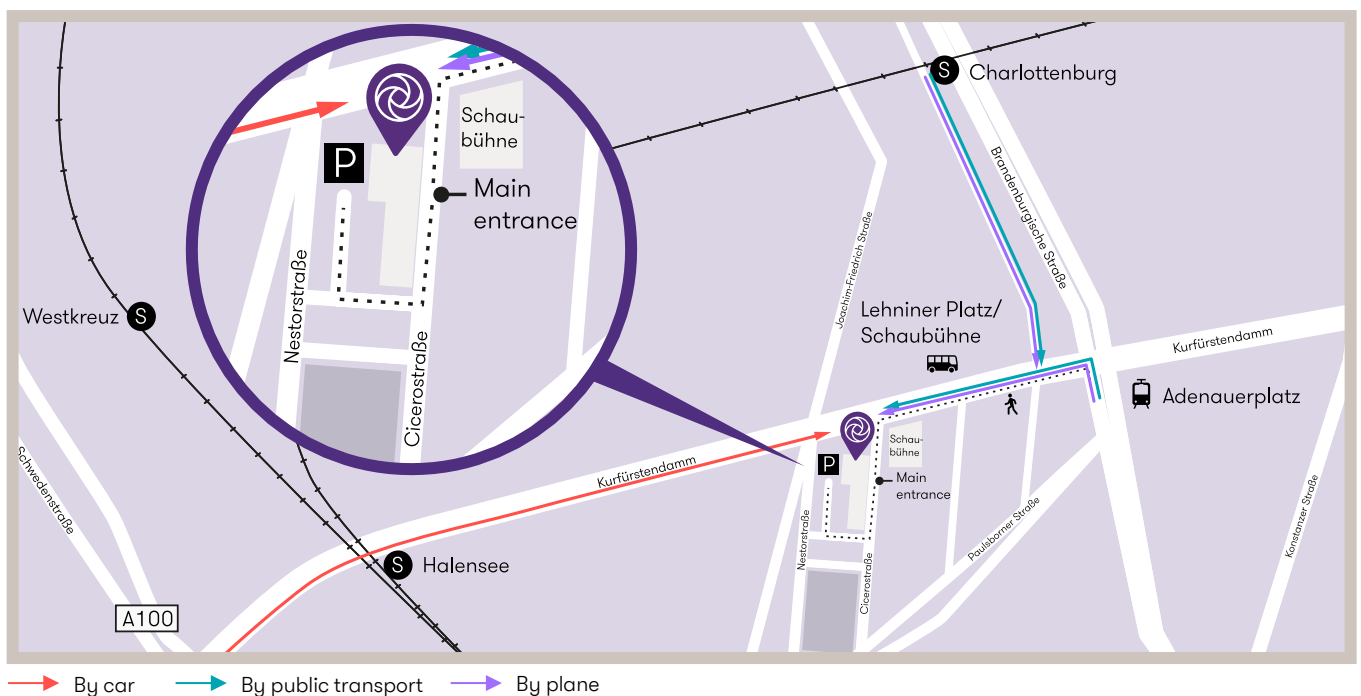 S Charlottenburg
Schau-
bühne
P
Main
entrance
Nestorstraße
Cicerostraße
Westkreuz S
Brandenburgische Straße
Joachim-Friedrich Straße
Lehniner Platz/
Schaubühne
Kurfürstendamm
Adenauerplatz
Schau-
bühne
P
Main
entrance
Kurfürstendamm
Nestorstraße
Cicerostraße
Paulsborner Straße
Konstanzer Straße
Schwedenstraße
S Halensee
A100
By car
By public transport
By plane